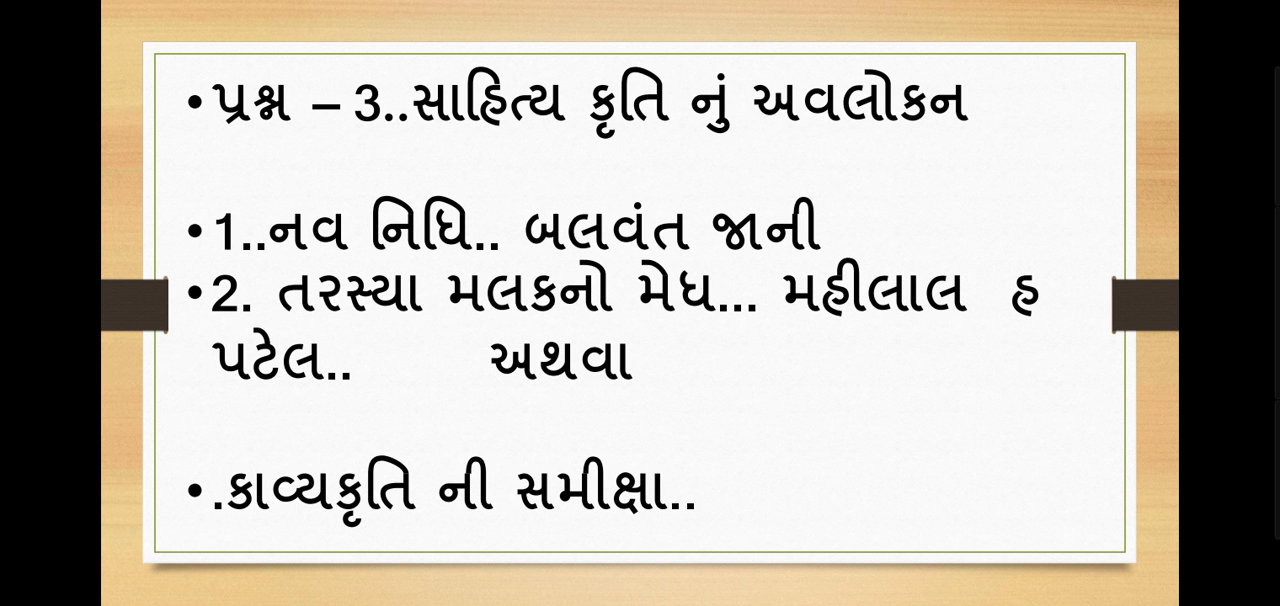 • પ્રશ્ન – 3..સાહિત્ય કૃતિ નું અવલોકન
• 1..નવ નિધિ.. બલવંત જાની
• 2. તરસ્યા મલકનો મેઘ... મહીલાલ હ
પટેલ.. અથવા
• .કાવ્યકૃતિ ની સમીક્ષા..